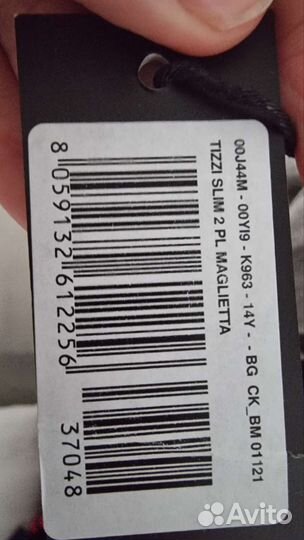 00J44M - 00YI9 - K963 - 14Y - - BG CK_BM 01121
TIZZI SLIM 2 PL MAGLIETTA
8 059132 612256
37048
Avito